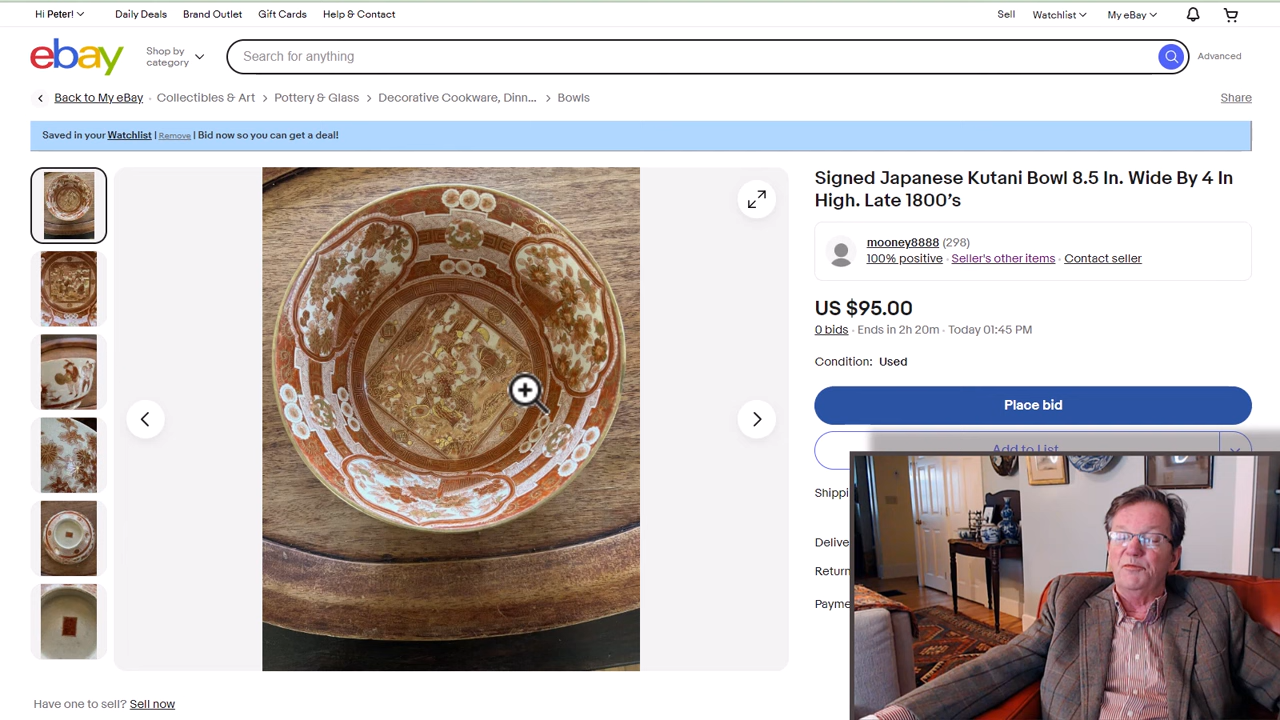 Hi Peter!
Daily Deals
Brand Outlet
Gift Cards
Help & Contact
Sell
Watchlist
My eBay
ebay
Shop by
category
Search for anything
Advanced
Back to My eBay
Collectibles & Art
Pottery & Glass
Decorative Cookware, Dinn...
Bowls
Share
Saved in your Watchlist | Remove | Bid now so you can get a deal!
Signed Japanese Kutani Bowl 8.5 In. Wide By 4 In
High. Late 1800's
mooney8888 (298)
100% positive · Seller's other items · Contact seller
US $95.00
0 bids · Ends in 2h 20m · Today 01:45 PM
Condition: Used
Place bid
Add to List
Shippi
Delive
Return
Payme
Have one to sell? Sell now